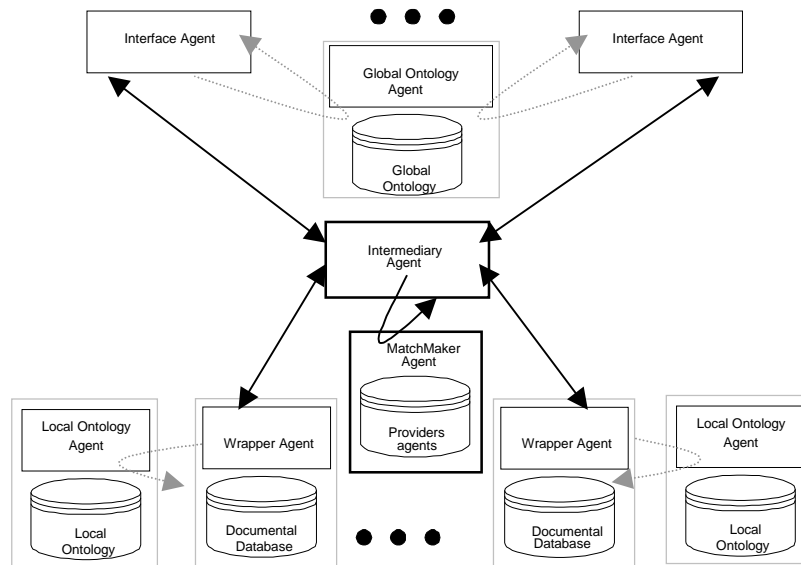 Interface Agent
Interface Agent
Global Ontology
Agent
Global
Ontology
Intermediary
Agent
MatchMaker
Agent
Providers
agents
Local Ontology
Agent
Local
Ontology
Wrapper Agent
Documental
Database
Wrapper Agent
Documental
Database
Local Ontology
Agent
Local
Ontology